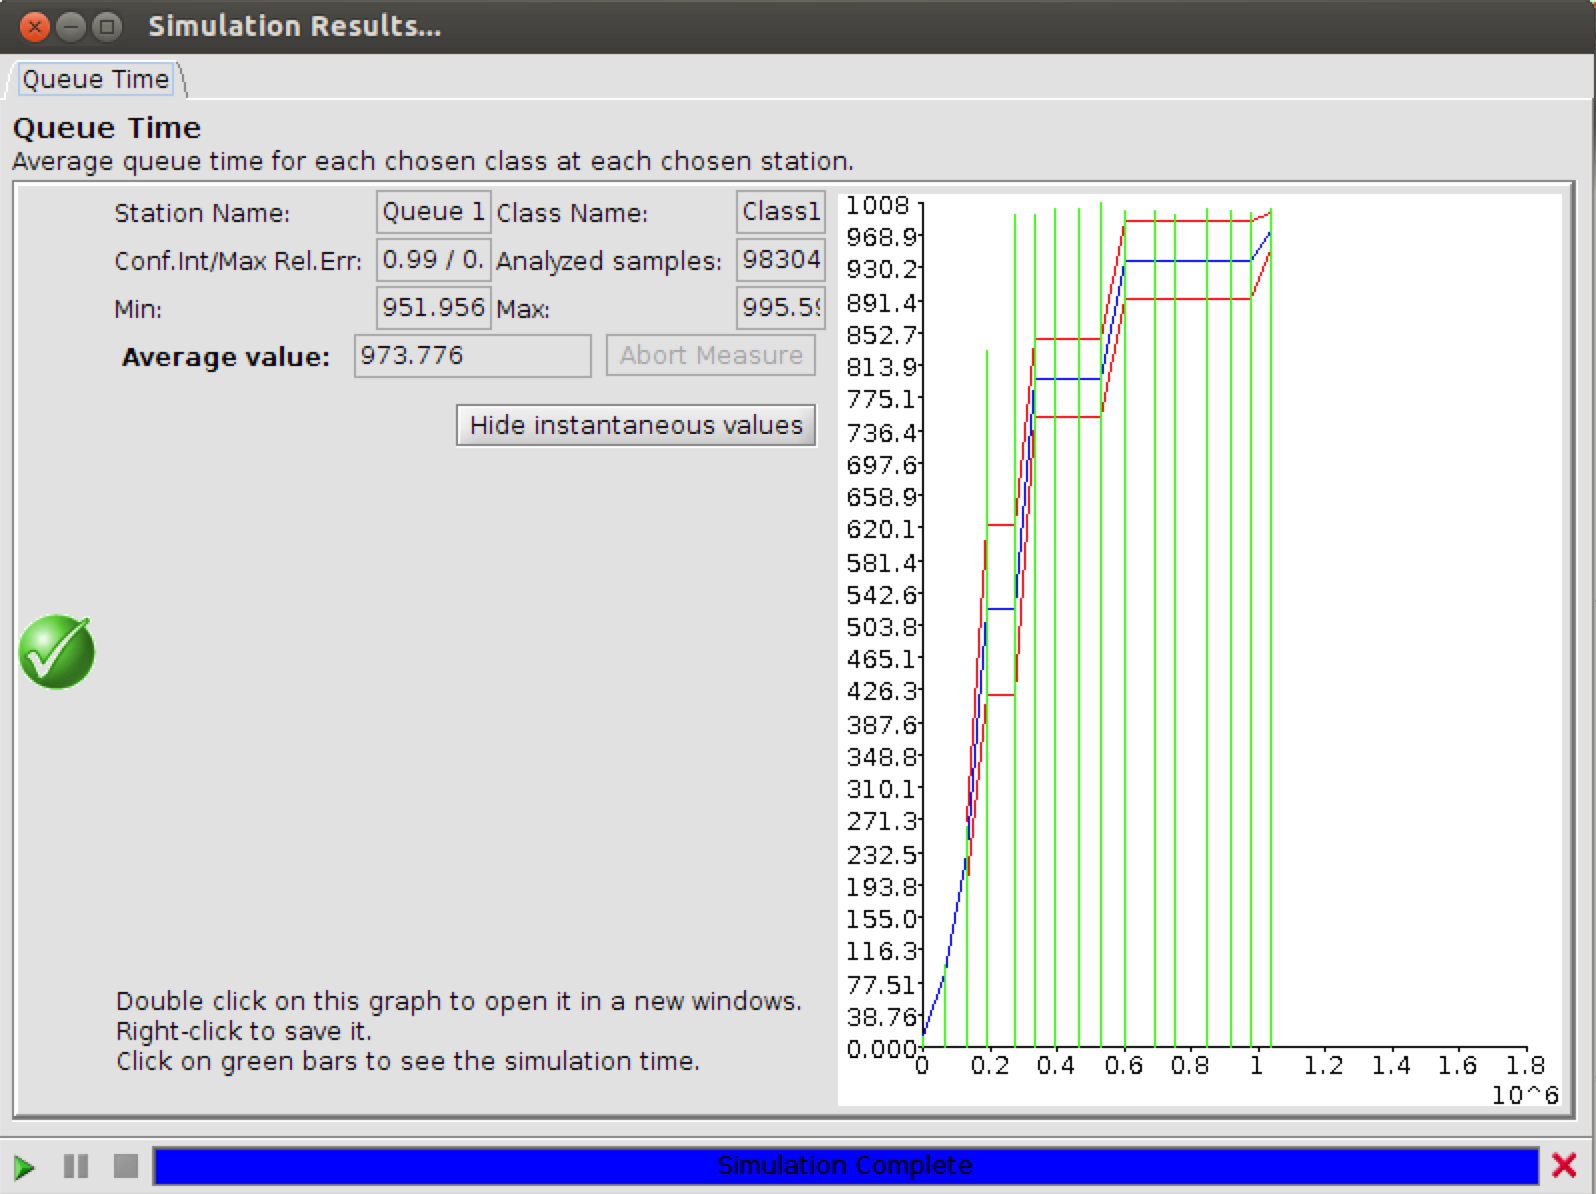 Simulation Results...
Queue Time
Queue Time
Average queue time for each chosen class at each chosen station.
Station Name: Queue 1 Class Name: Class1
Conf.Int/Max Rel.Err: 0.99 / 0. Analyzed samples: 98304
Min: 951.956 Max: 995.59
Average value: 973.776 Abort Measure
Hide instantaneous values
Double click on this graph to open it in a new windows.
Right-click to save it.
Click on green bars to see the simulation time.
1008
968.9
930.2
891.4
852.7
813.9
775.1
736.4
697.6
658.9
620.1
581.4
542.6
503.8
465.1
426.3
387.6
348.8
310.1
271.3
232.5
193.8
155.0
116.3
77.51
38.76
0.000
0 0.2 0.4 0.6 0.8 1 1.2 1.4 1.6 1.8
10^6
Simulation Complete